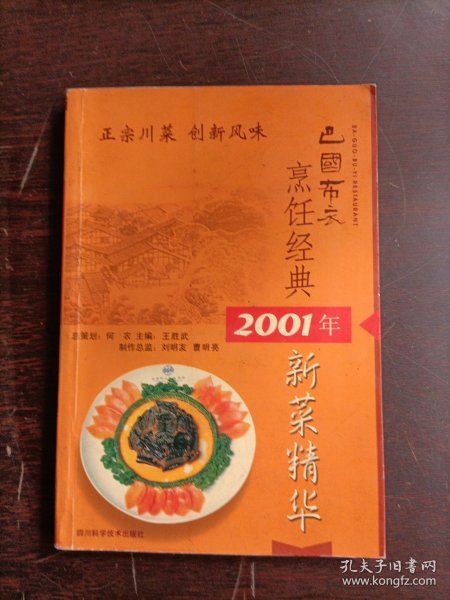 正宗川菜 创新风味
巴國布衣
BA·GUO·BU·YI·RESTAURANT
烹饪经典
2001年
新菜精华
总策划：何 农 主编：王胜武
制作总监：刘明友 曹明亮
四川科学技术出版社
孔夫子旧书网
www.kongfz.com